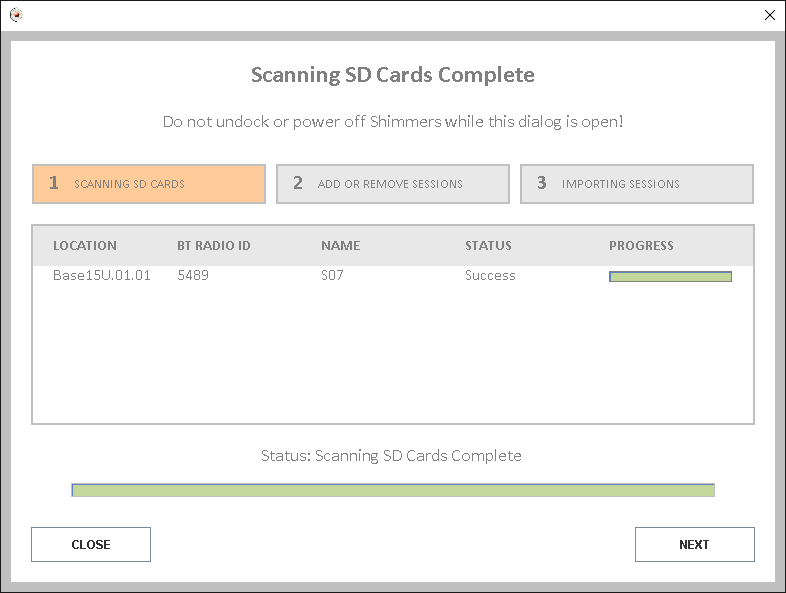 Scanning SD Cards Complete
Do not undock or power off Shimmers while this dialog is open!
1 SCANNING SD CARDS 2 ADD OR REMOVE SESSIONS 3 IMPORTING SESSIONS
LOCATION BT RADIO ID NAME STATUS PROGRESS
Base15U.01.01 5489 S07 Success
Status: Scanning SD Cards Complete
CLOSE NEXT